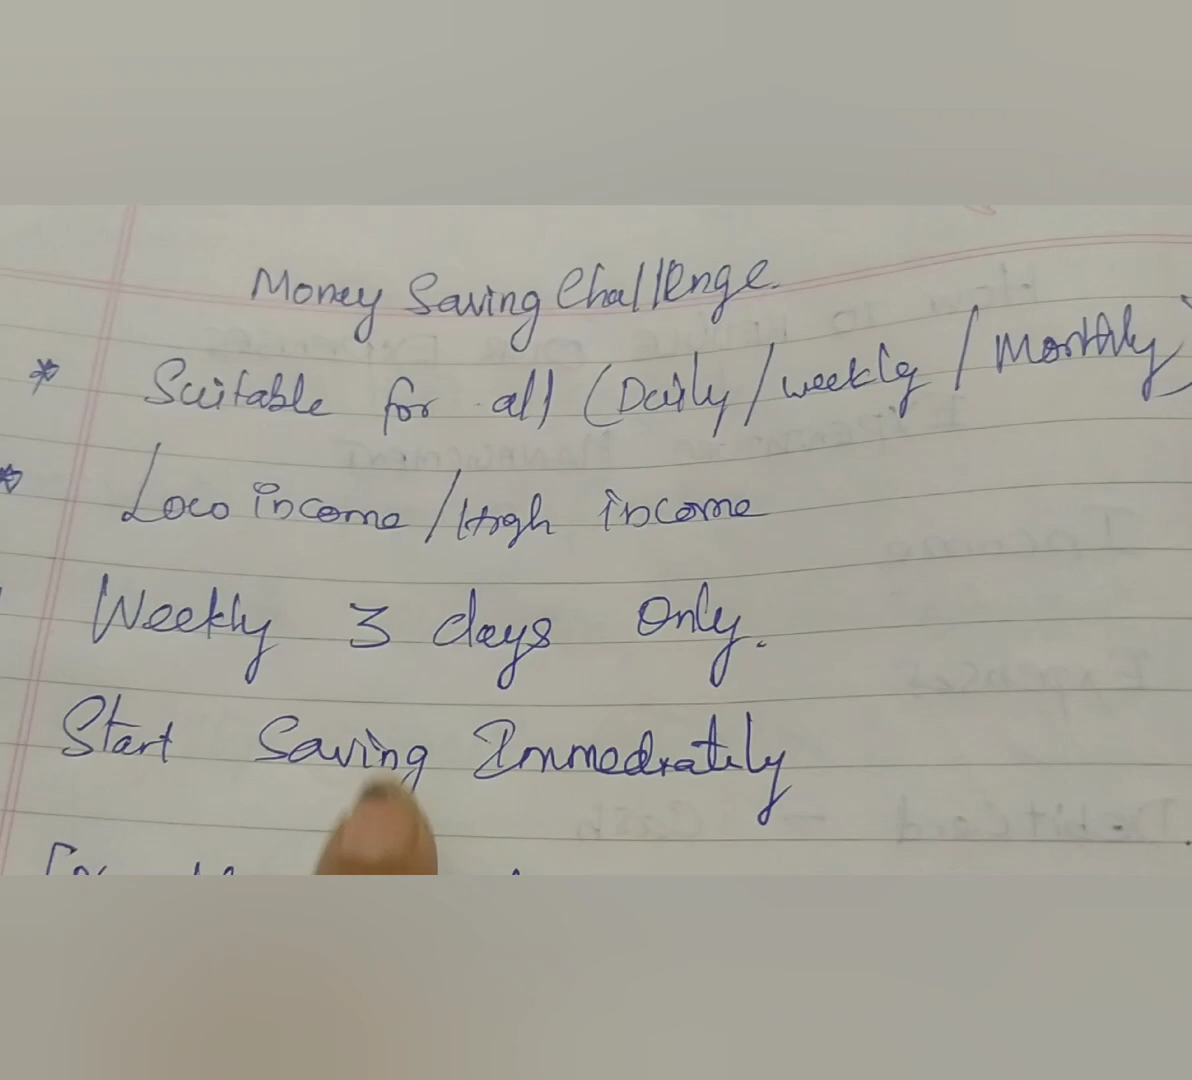 Money Saving Challenge.
* Suitable for all (Daily/weekly/Monthly)
* Low income/High income
Weekly 3 days Only.
Start Saving Immediately